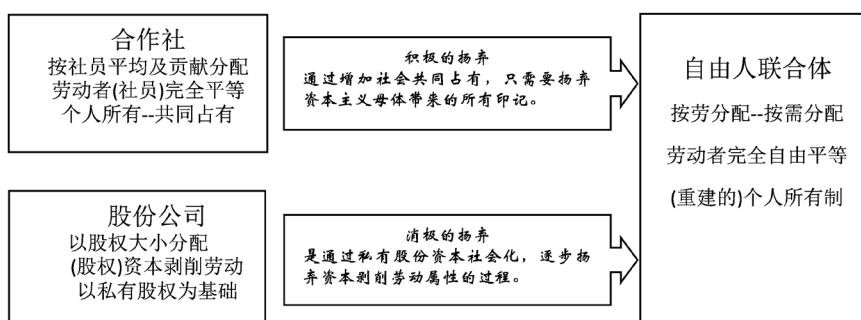 合作社
按社员平均及贡献分配
劳动者(社员)完全平等
个人所有--共同占有
积极的扬弃
通过增加社会共同占有，只需要扬弃
资本主义母体带来的所有印记。
股份公司
以股权大小分配
(股权)资本剥削劳动
以私有股权为基础
消极的扬弃
是通过私有股份资本社会化，逐步扬
弃资本剥削劳动属性的过程。
自由人联合体
按劳分配--按需分配
劳动者完全自由平等
(重建的)个人所有制